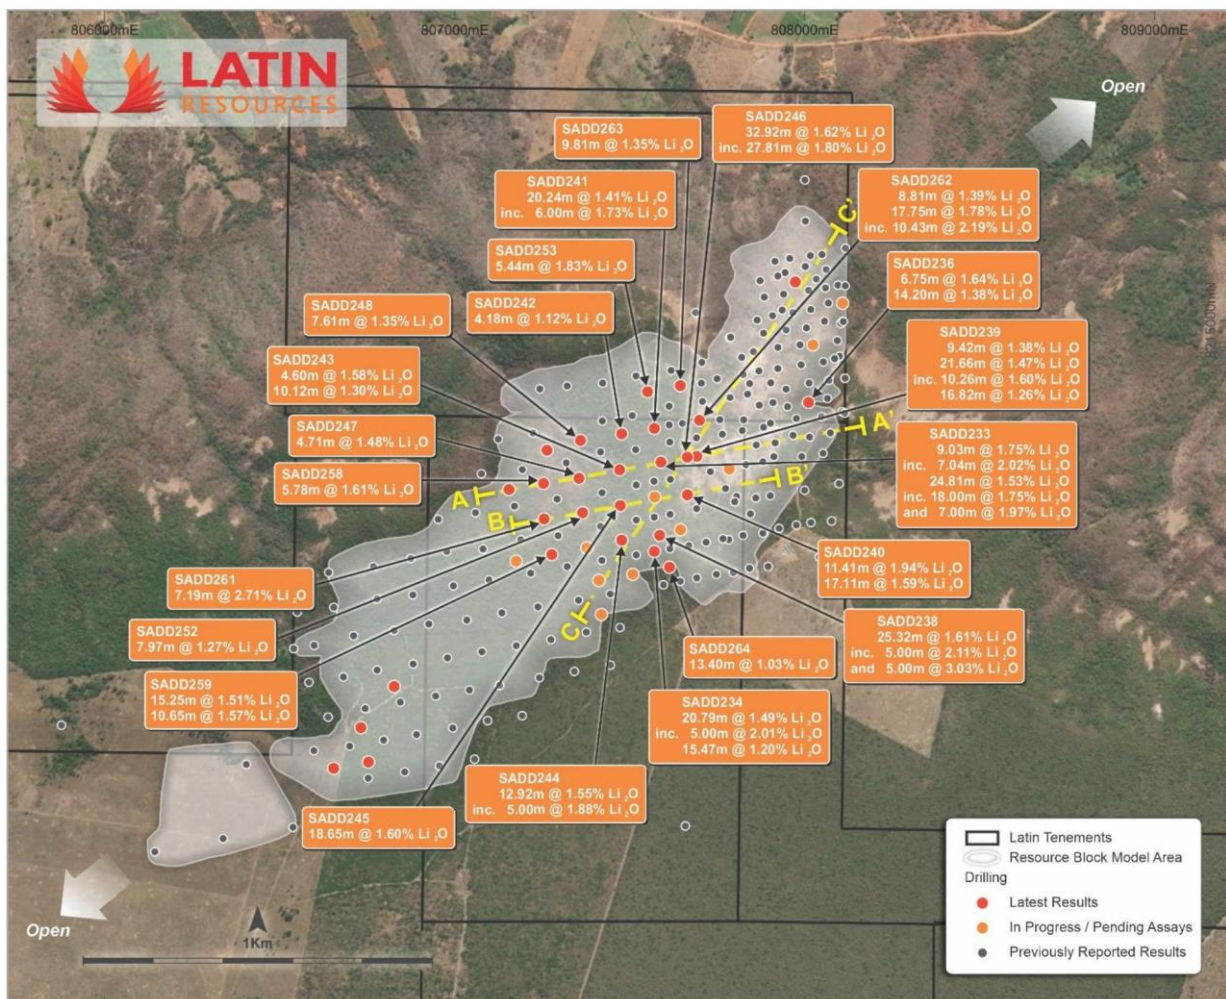 806000mE
807000mE
808000mE
809000mE
LATIN
RESOURCES
Open
SADD263
9.81m @ 1.35% Li₂O
SADD246
32.92m @ 1.62% Li₂O
inc. 27.81m @ 1.80% Li₂O
SADD241
20.24m @ 1.41% Li₂O
inc. 6.00m @ 1.73% Li₂O
SADD262
8.81m @ 1.39% Li₂O
17.75m @ 1.78% Li₂O
inc. 10.43m @ 2.19% Li₂O
C'
SADD253
5.44m @ 1.83% Li₂O
SADD236
6.75m @ 1.64% Li₂O
14.20m @ 1.38% Li₂O
SADD248
7.61m @ 1.35% Li₂O
SADD242
4.18m @ 1.12% Li₂O
SADD239
9.42m @ 1.38% Li₂O
21.66m @ 1.47% Li₂O
inc. 10.26m @ 1.60% Li₂O
16.82m @ 1.26% Li₂O
SADD243
4.60m @ 1.58% Li₂O
10.12m @ 1.30% Li₂O
SADD247
4.71m @ 1.48% Li₂O
A'
SADD233
9.03m @ 1.75% Li₂O
inc. 7.04m @ 2.02% Li₂O
24.81m @ 1.53% Li₂O
inc. 18.00m @ 1.75% Li₂O
and 7.00m @ 1.97% Li₂O
SADD258
5.78m @ 1.61% Li₂O
A
B'
B
SADD240
11.41m @ 1.94% Li₂O
17.11m @ 1.59% Li₂O
SADD261
7.19m @ 2.71% Li₂O
C
SADD252
7.97m @ 1.27% Li₂O
SADD238
25.32m @ 1.61% Li₂O
inc. 5.00m @ 2.11% Li₂O
and 5.00m @ 3.03% Li₂O
SADD264
13.40m @ 1.03% Li₂O
SADD259
15.25m @ 1.51% Li₂O
10.65m @ 1.57% Li₂O
SADD234
20.79m @ 1.49% Li₂O
inc. 5.00m @ 2.01% Li₂O
15.47m @ 1.20% Li₂O
SADD244
12.92m @ 1.55% Li₂O
inc. 5.00m @ 1.88% Li₂O
SADD245
18.65m @ 1.60% Li₂O
Open
1Km
Latin Tenements
Resource Block Model Area
Drilling
Latest Results
In Progress / Pending Assays
Previously Reported Results